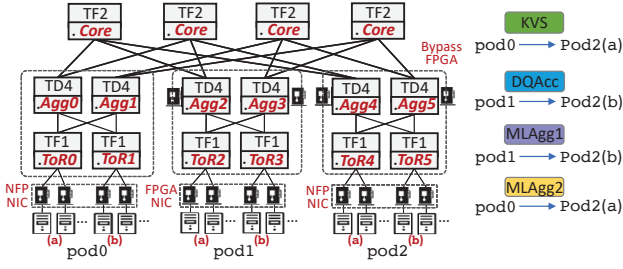 TF2 TF2 TF2 TF2
.Core .Core .Core .Core
Bypass
FPGA
TD4 TD4 TD4 TD4 TD4 TD4
.Agg0 .Agg1 .Agg2 .Agg3 .Agg4 .Agg5
TF1 TF1 TF1 TF1 TF1 TF1
.ToR0 .ToR1 .ToR2 .ToR3 .ToR4 .ToR5
NFP
NIC
FPGA
NIC
NFP
NIC
... ... ... ... ... ...
(a) (b) (a) (b) (a) (b)
pod0 pod1 pod2
KVS
pod0 → Pod2(a)
DQAcc
pod1 → Pod2(b)
MLAgg1
pod1 → Pod2(b)
MLAgg2
pod0 → Pod2(a)